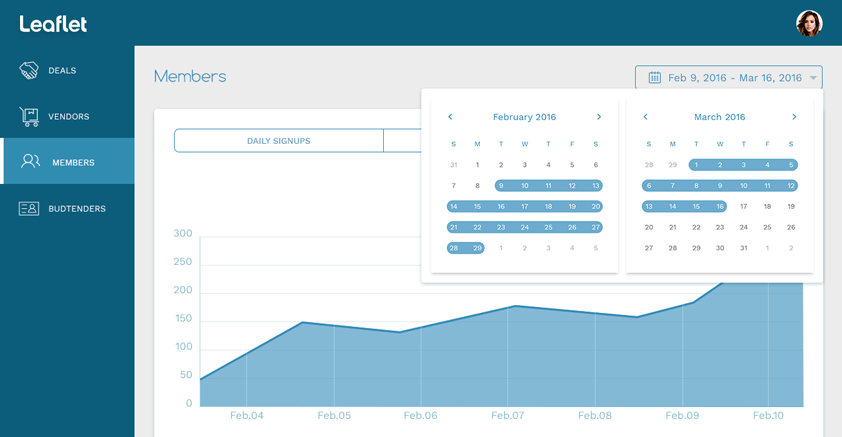 Leaflet
DEALS
VENDORS
MEMBERS
BUDTENDERS
Members
Feb 9, 2016 - Mar 16, 2016
February 2016
S M T W T F S
31 1 2 3 4 5 6
7 8 9 10 11 12 13
14 15 16 17 18 19 20
21 22 23 24 25 26 27
28 29 1 2 3 4 5
March 2016
S M T W T F S
28 29 1 2 3 4 5
6 7 8 9 10 11 12
13 14 15 16 17 18 19
20 21 22 23 24 25 26
27 28 29 30 31 1 2
DAILY SIGNUPS
300
250
200
150
100
50
0
Feb.04 Feb.05 Feb.06 Feb.07 Feb.08 Feb.09 Feb.10